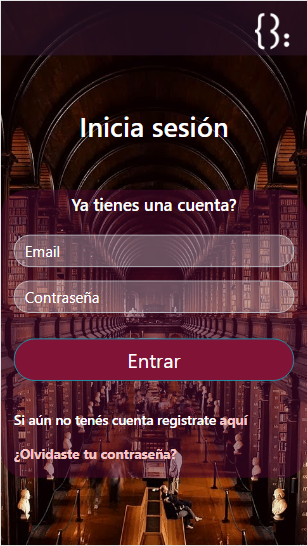 {B:
Inicia sesión
Ya tienes una cuenta?
Email
Contraseña
Entrar
Si aún no tenés cuenta registrate aquí
¿Olvidaste tu contraseña?